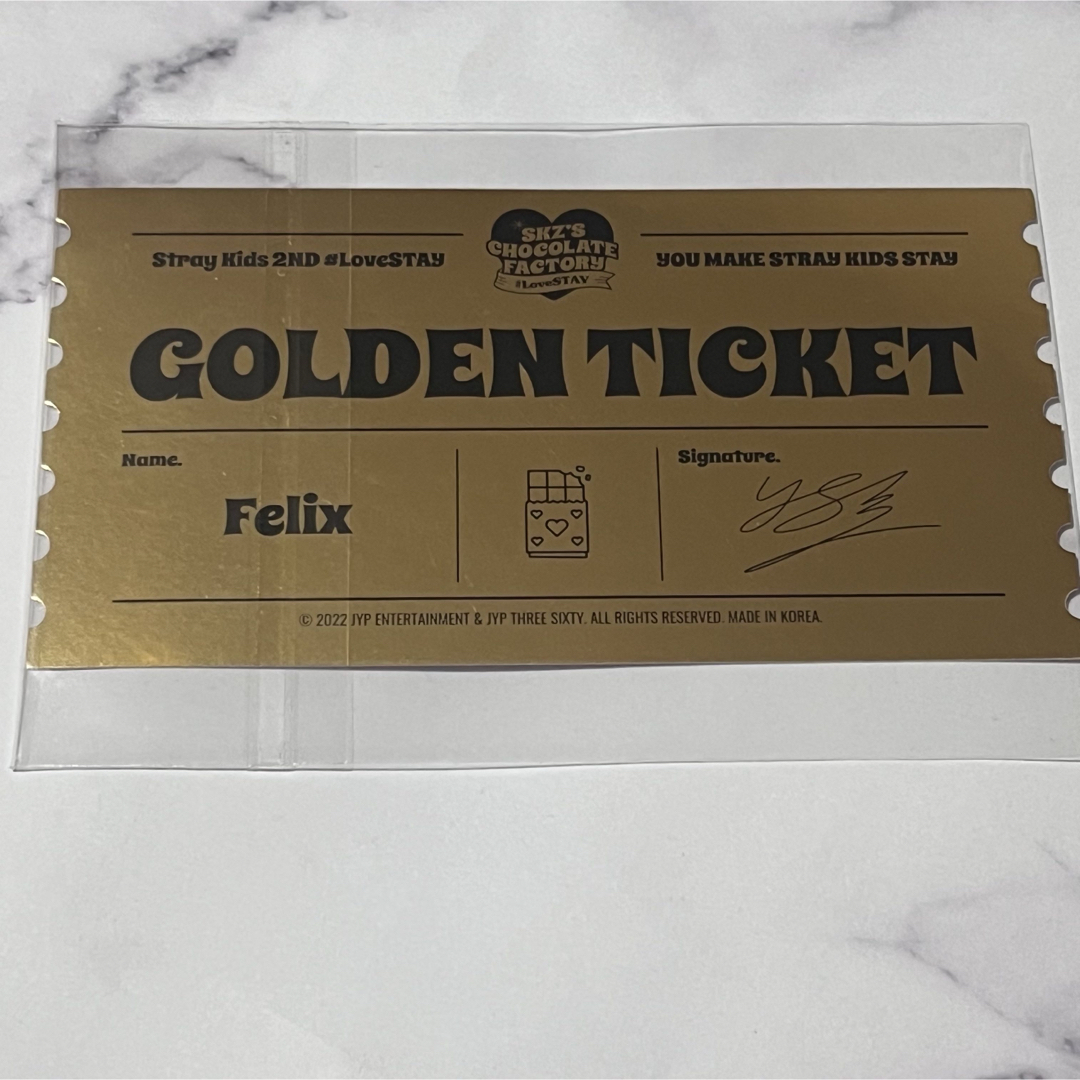 SKZ'S
CHOCOLATE
FACTORY
#LoveSTAY
Stray Kids 2ND #LoveSTAY
YOU MAKE STRAY KIDS STAY
GOLDEN TICKET
Name.
Felix
Signature.
© 2022 JYP ENTERTAINMENT & JYP THREE SIXTY. ALL RIGHTS RESERVED. MADE IN KOREA.